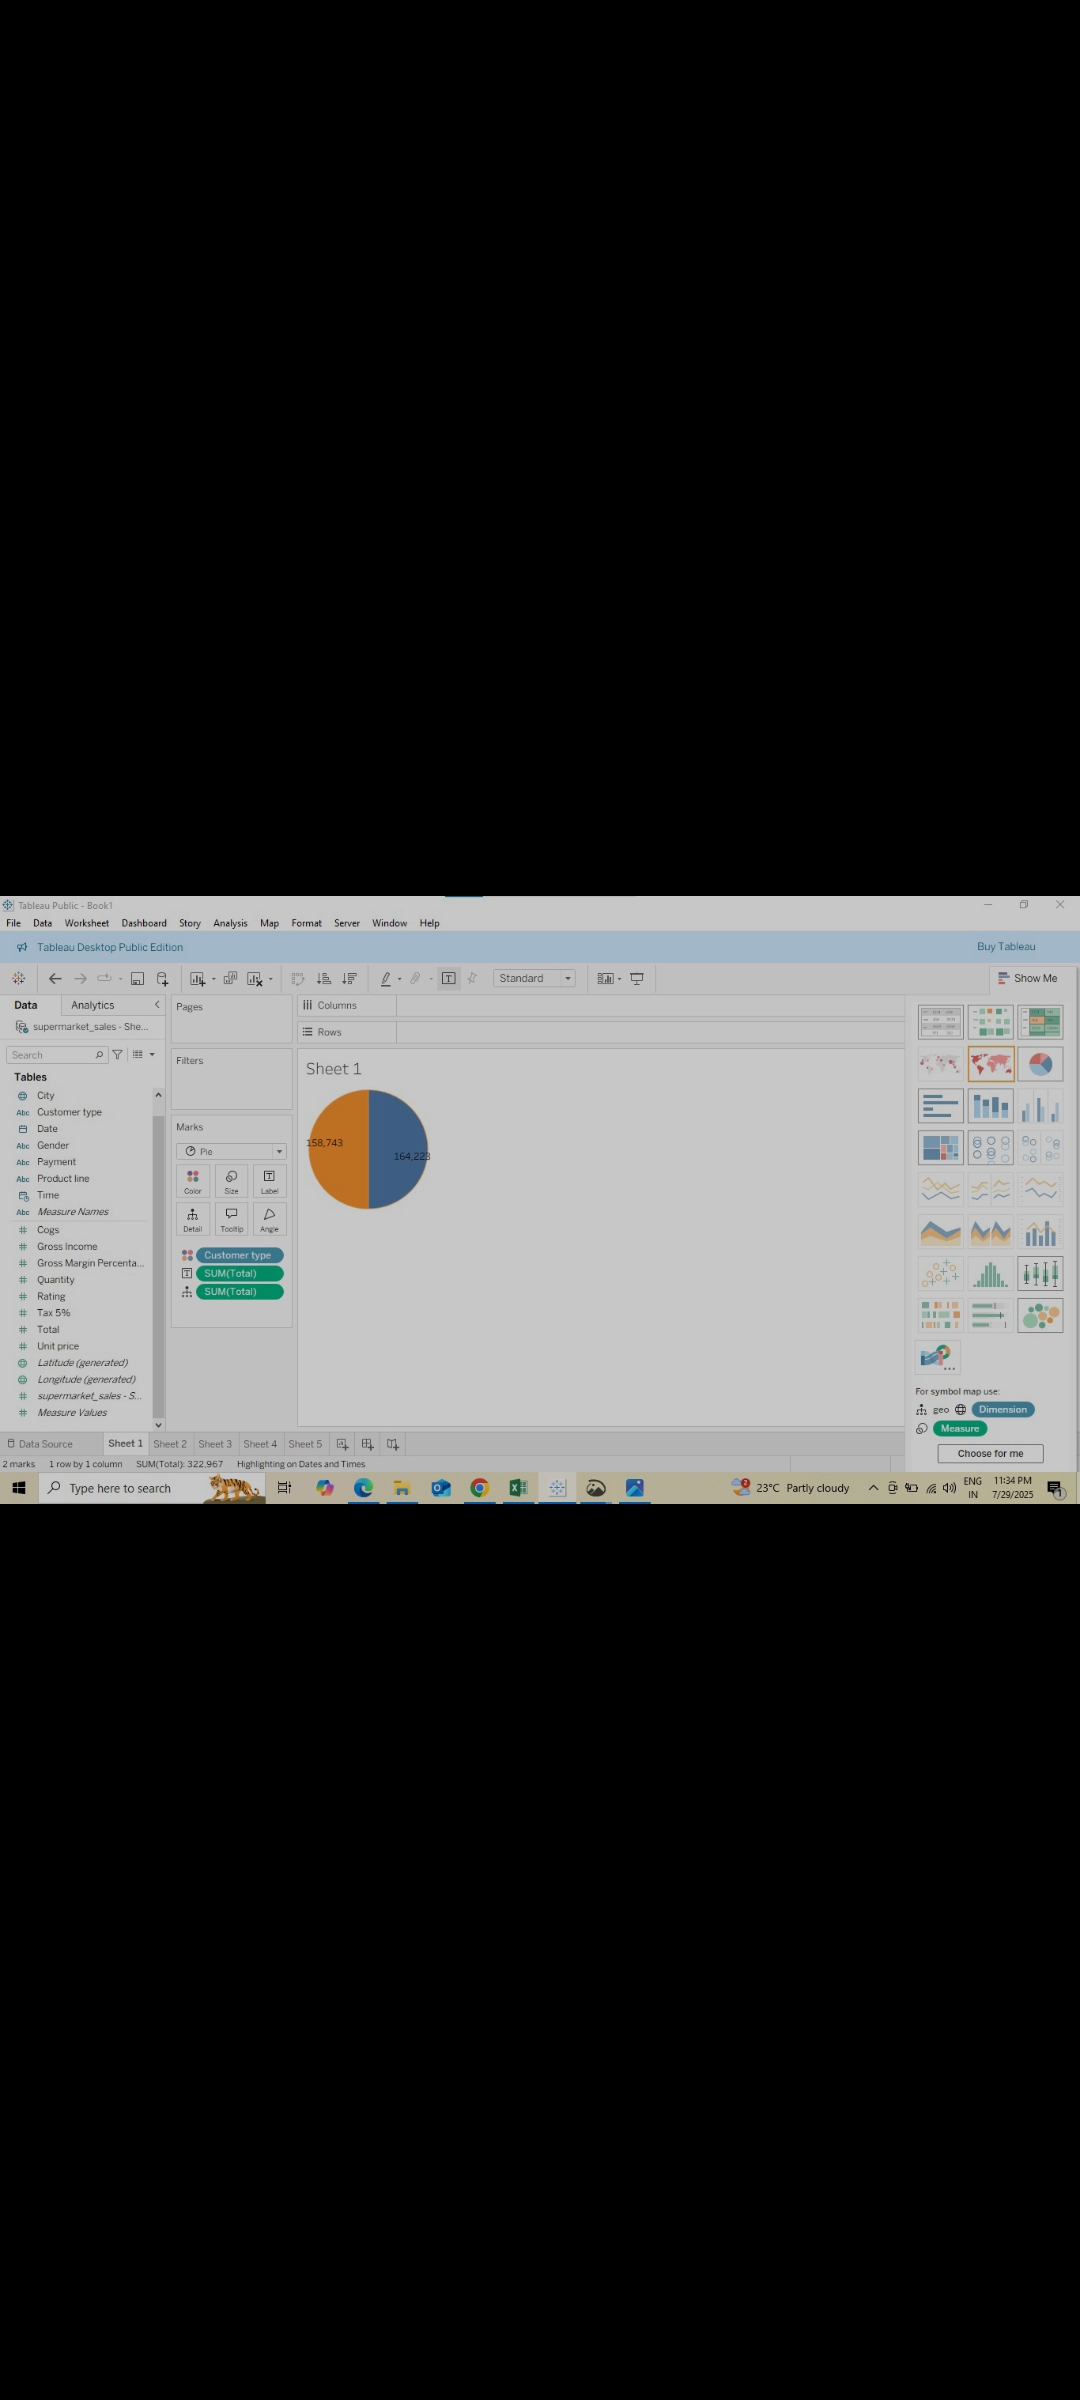 Tableau Public - Book1
File Data Worksheet Dashboard Story Analysis Map Format Server Window Help
Tableau Desktop Public Edition
Buy Tableau
Standard
Show Me
Data Analytics
supermarket_sales - She...
Search
Tables
City
Abc Customer type
Date
Abc Gender
Abc Payment
Abc Product line
Time
Abc Measure Names
# Cogs
# Gross Income
# Gross Margin Percenta...
# Quantity
# Rating
# Tax 5%
# Total
# Unit price
Latitude (generated)
Longitude (generated)
# supermarket_sales - S...
# Measure Values
Pages
Filters
Marks
Pie
Color Size Label
Detail Tooltip Angle
Customer type
SUM(Total)
SUM(Total)
Columns
Rows
Sheet 1
158,743
164,223
For symbol map use:
geo Dimension
Measure
Choose for me
Data Source Sheet 1 Sheet 2 Sheet 3 Sheet 4 Sheet 5
2 marks 1 row by 1 column SUM(Total): 322,967 Highlighting on Dates and Times
Type here to search
2
23°C Partly cloudy
ENG
IN
11:34 PM
7/29/2025
1